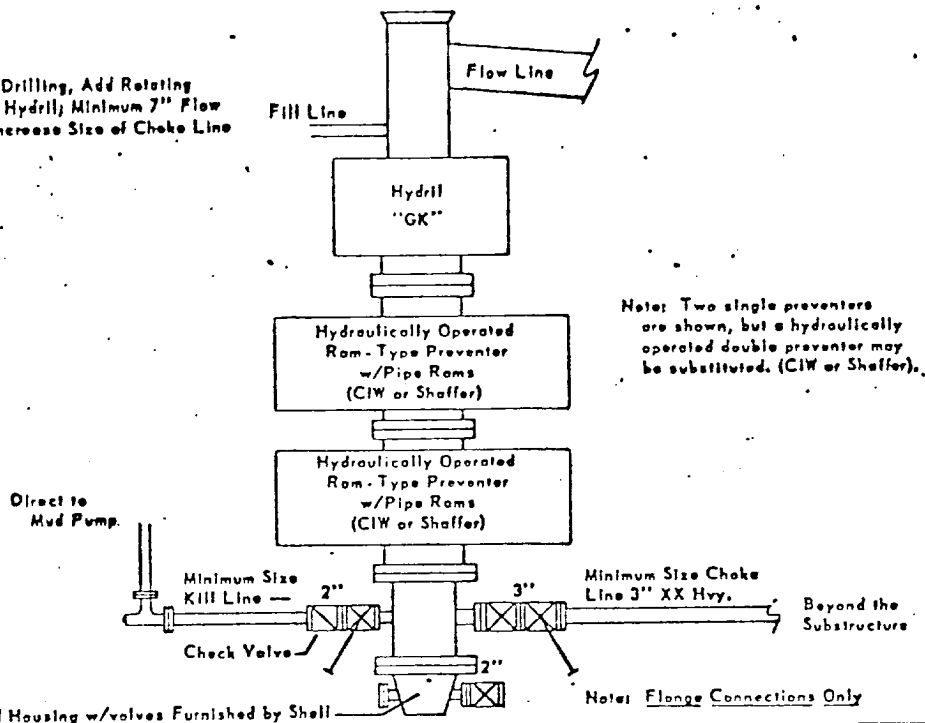 Drilling, Add Rotating
Hydril; Minimum 7" Flow
Increase Size of Choke Line
Flow Line
Fill Line
Hydril
"GK"
Hydraulically Operated
Ram-Type Preventer
w/Pipe Rams
(CIW or Shaffer)
Note: Two single preventers
are shown, but a hydraulically
operated double preventer may
be substituted. (CIW or Shaffer).
Hydraulically Operated
Ram-Type Preventer
w/Pipe Rams
(CIW or Shaffer)
Direct to
Mud Pump.
Minimum Size
Kill Line
2"
3"
Minimum Size Choke
Line 3" XX Hvy.
Beyond the
Substructure
Check Valve
2"
Housing w/valves Furnished by Shell
Note: Flange Connections Only